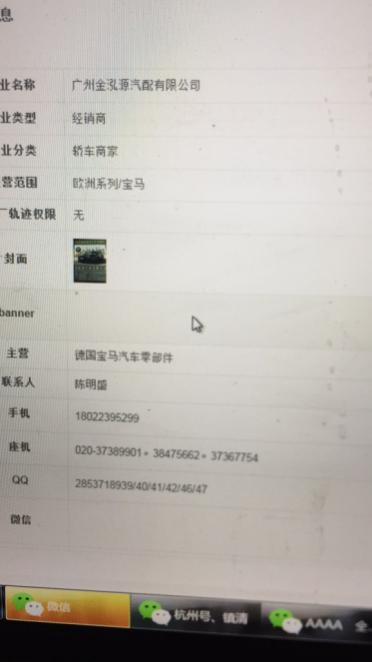 息
业名称 广州金泓源汽配有限公司
业类型 经销商
业分类 轿车商家
营范围 欧洲系列/宝马
厂轨迹权限 无
封面
banner
主营 德国宝马汽车零部件
联系人 陈明盛
手机 18022395299
座机 020-37389901。38475662。37367754
QQ 2853718939/40/41/42/46/47
微信
微信 杭州号、镇清 AAAA 全